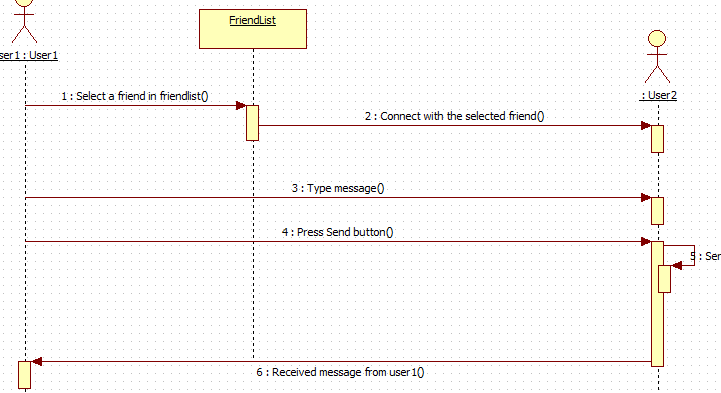 FriendList
ser1 : User1
: User2
1 : Select a friend in friendlist()
2 : Connect with the selected friend()
3 : Type message()
4 : Press Send button()
5 : Ser
6 : Received message from user1()